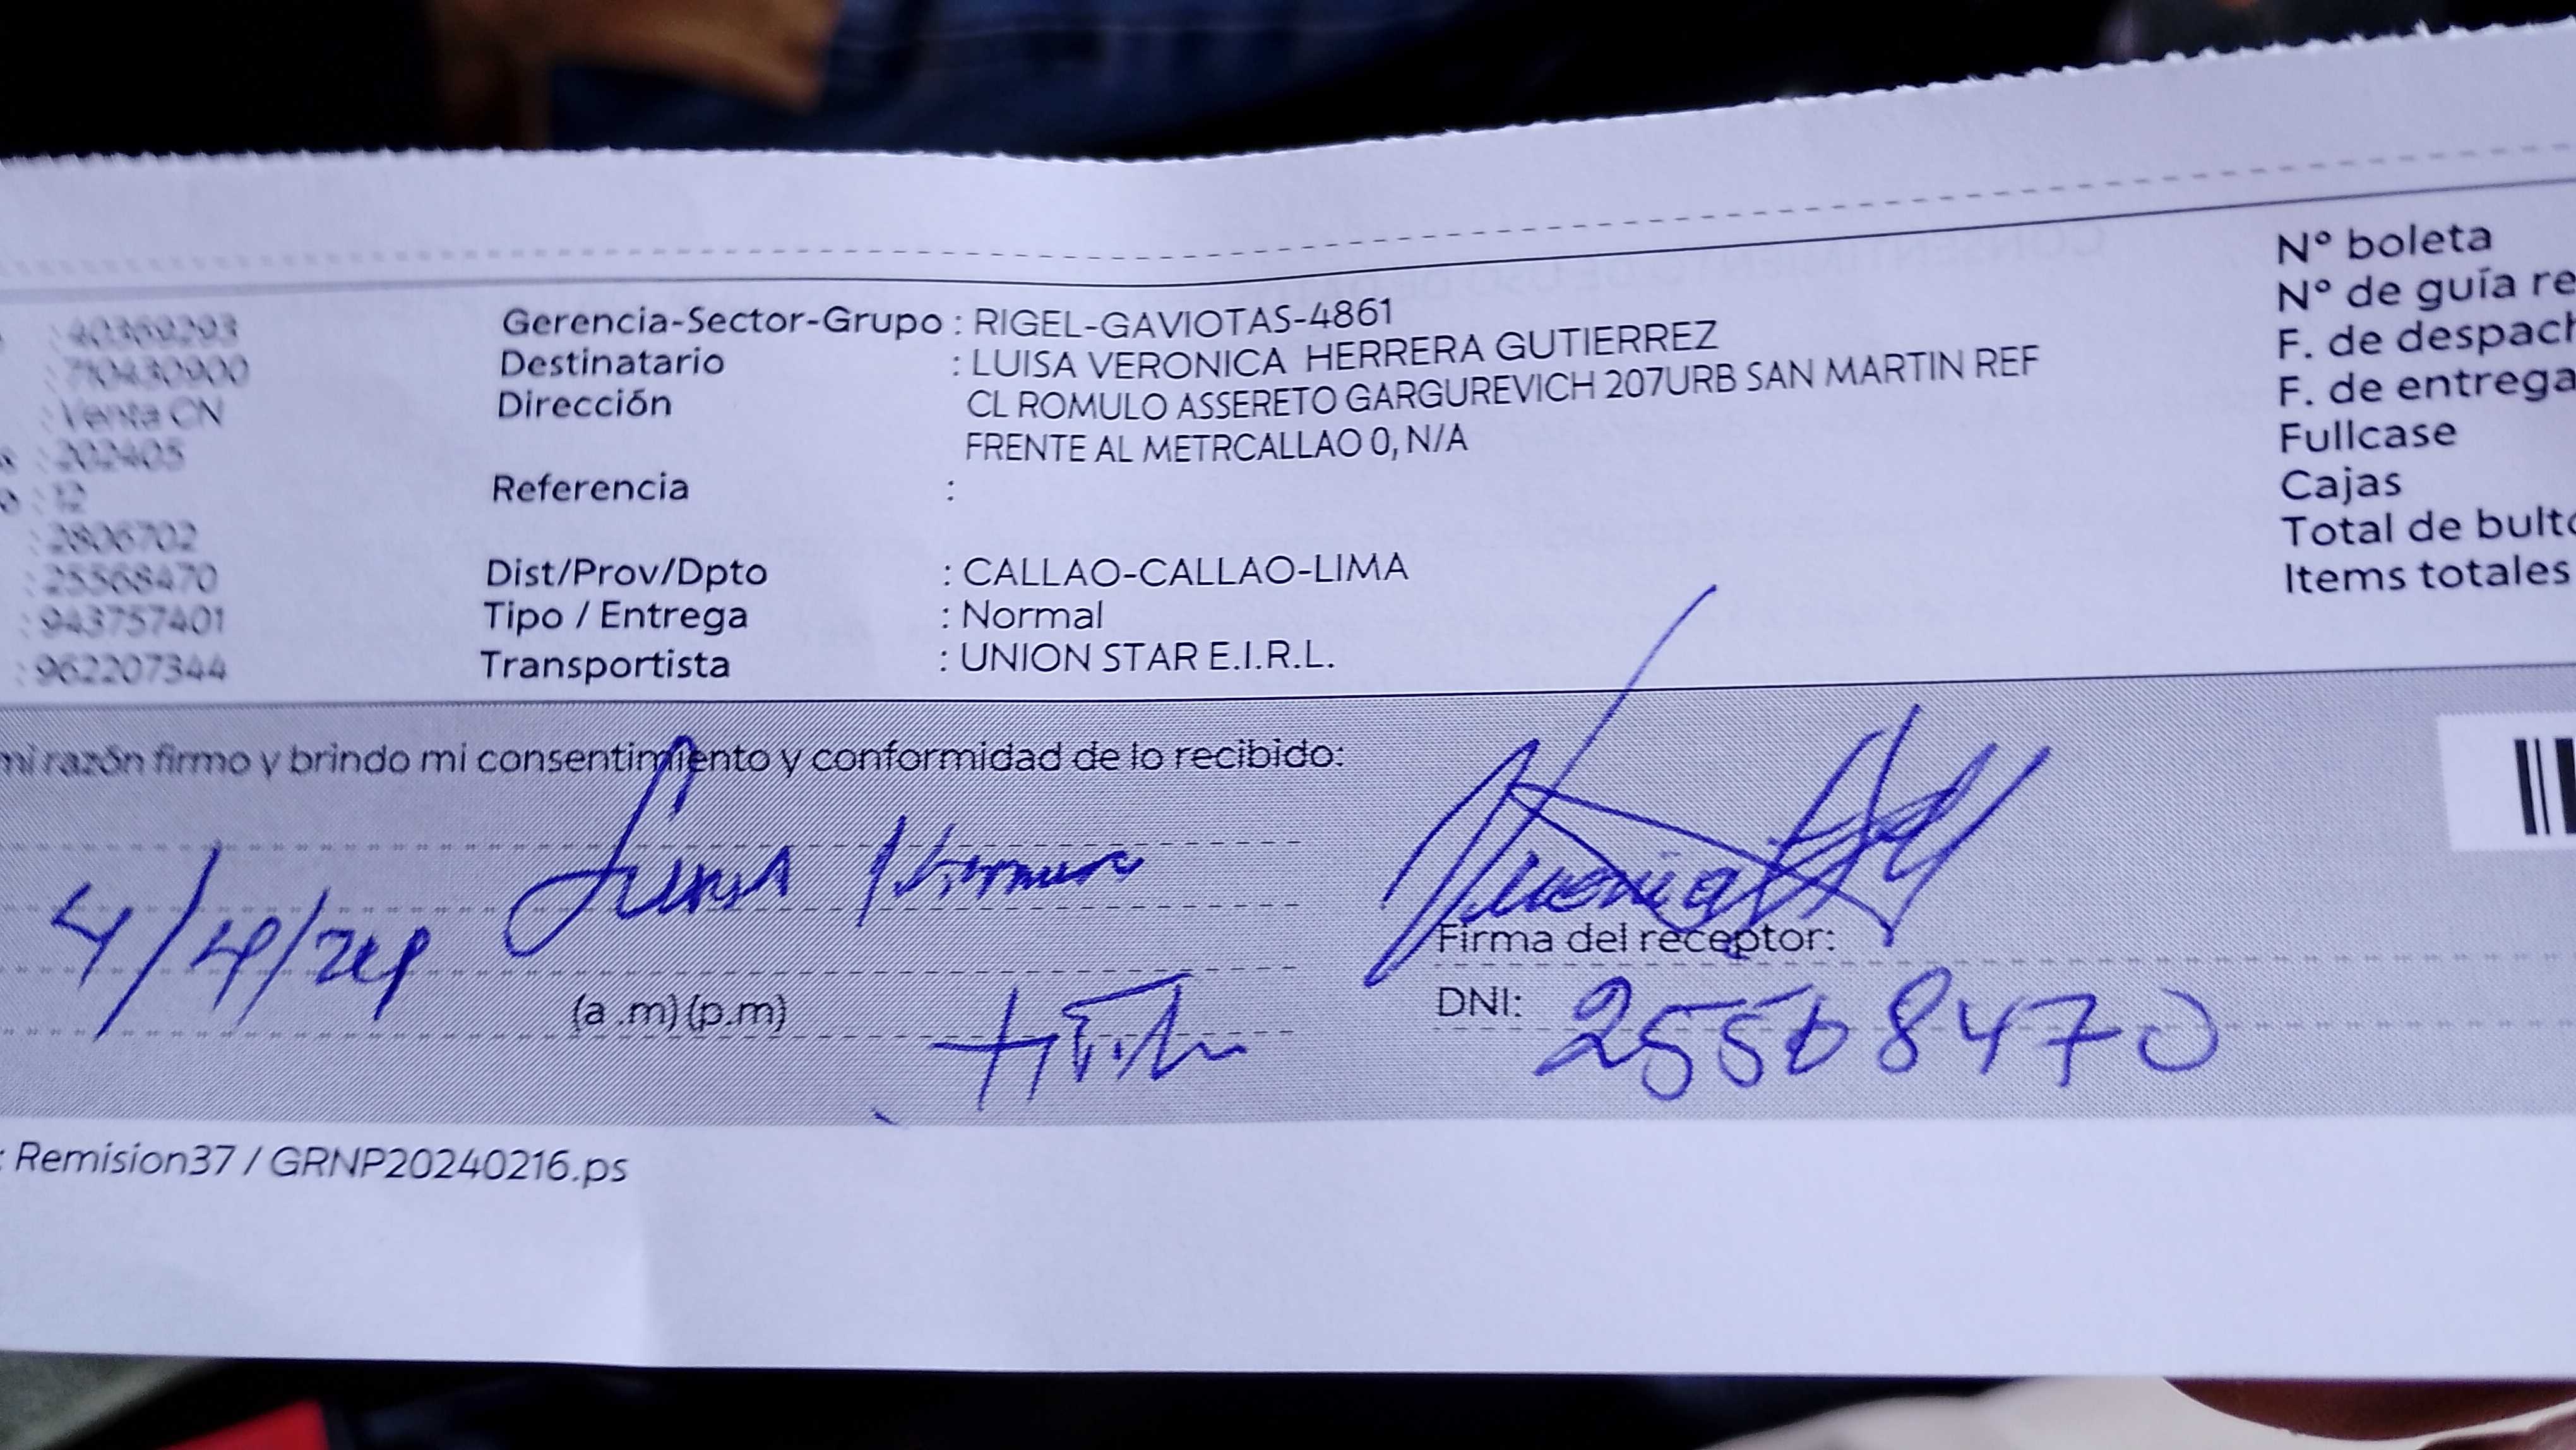 : 40369293 Gerencia-Sector-Grupo : RIGEL-GAVIOTAS-4861 N° boleta
: 710430900 Destinatario : LUISA VERONICA HERRERA GUTIERREZ N° de guía re
: Venta CN Dirección CL ROMULO ASSERETO GARGUREVICH 207URB SAN MARTIN REF F. de despach
: 202405 FRENTE AL METRCALLAO 0, N/A F. de entrega
: 12 Referencia : Fullcase
: 2806702 Cajas
: 25568470 Dist/Prov/Dpto : CALLAO-CALLAO-LIMA Total de bulto
: 943757401 Tipo / Entrega : Normal Items totales
: 962207344 Transportista : UNION STAR E.I.R.L.
mi razón firmo y brindo mi consentimiento y conformidad de lo recibido:
4/4/24
Firma del receptor:
(a .m) (p.m) DNI: 25568470
: Remision37 / GRNP20240216.ps